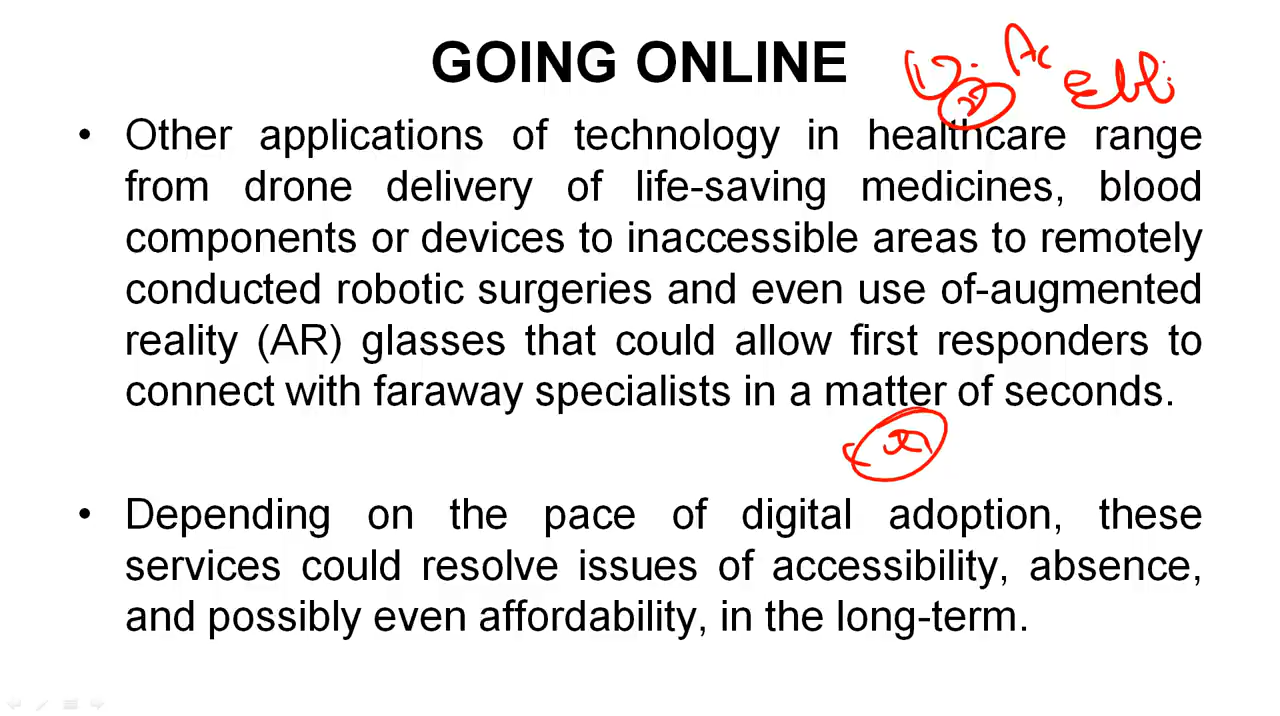 GOING ONLINE
• Other applications of technology in healthcare range
from drone delivery of life-saving medicines, blood
components or devices to inaccessible areas to remotely
conducted robotic surgeries and even use of-augmented
reality (AR) glasses that could allow first responders to
connect with faraway specialists in a matter of seconds.
• Depending on the pace of digital adoption, these
services could resolve issues of accessibility, absence,
and possibly even affordability, in the long-term.